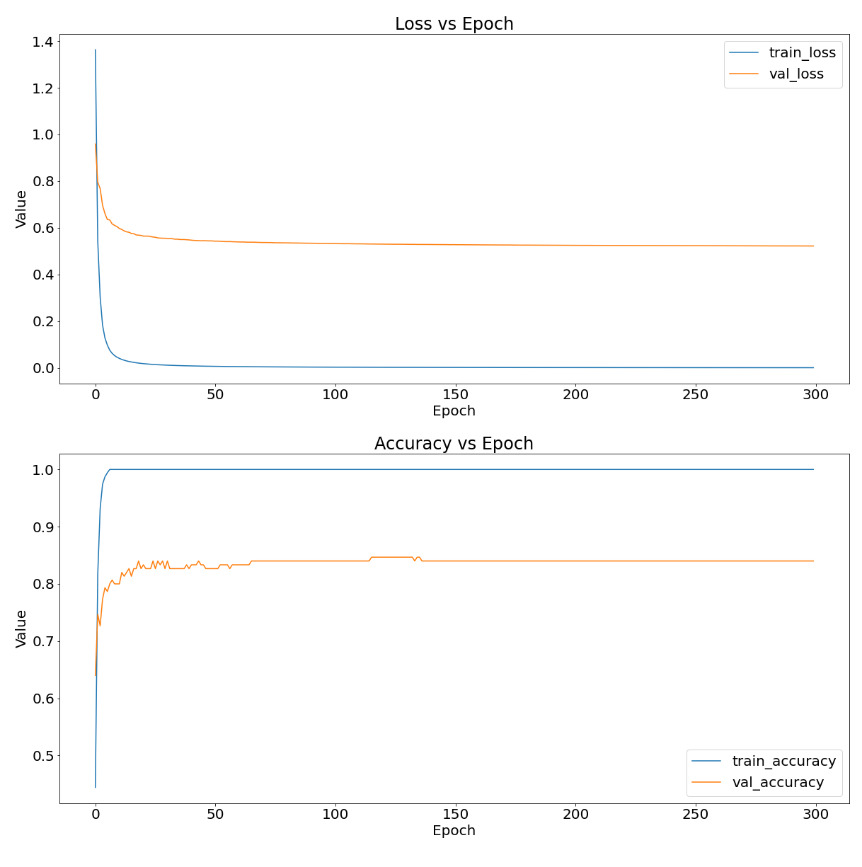 Loss vs Epoch
1.4
1.2
1.0
0.8
0.6
0.4
0.2
0.0
Value
train_loss
val_loss
0 50 100 150 200 250 300
Epoch
Accuracy vs Epoch
1.0
0.9
0.8
0.7
0.6
0.5
Value
train_accuracy
val_accuracy
0 50 100 150 200 250 300
Epoch